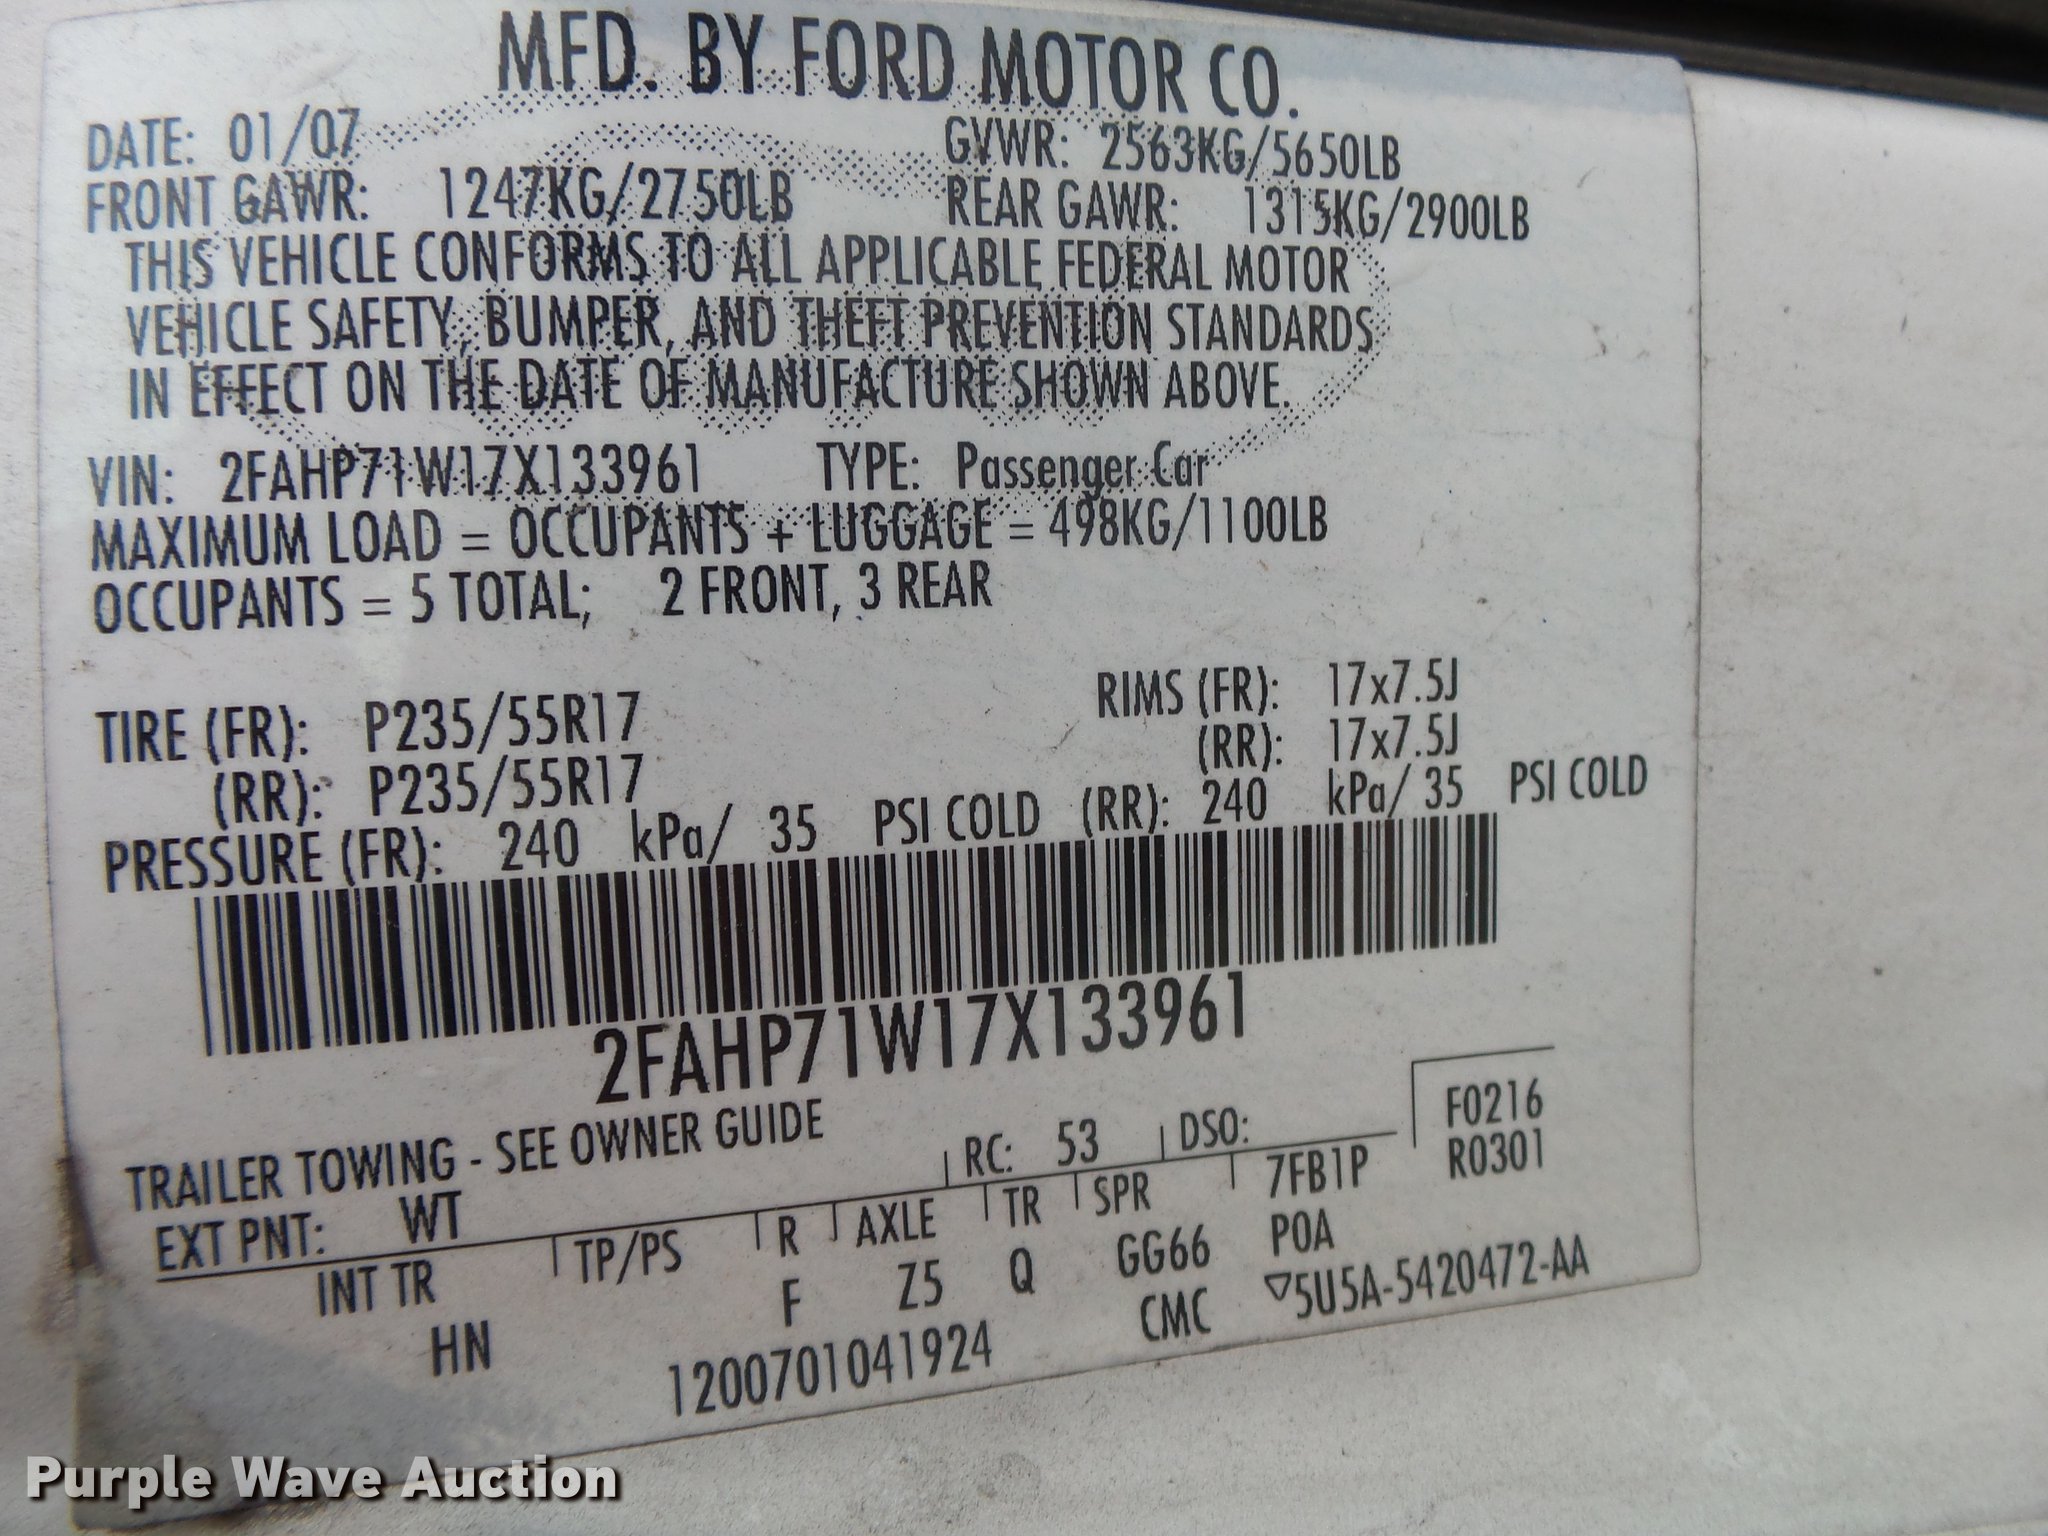 MFD. BY FORD MOTOR CO.
DATE: 01/07 GVWR: 2563KG/5650LB
FRONT GAWR: 1247KG/2750LB REAR GAWR: 1315KG/2900LB
THIS VEHICLE CONFORMS TO ALL APPLICABLE FEDERAL MOTOR
VEHICLE SAFETY, BUMPER, AND THEFT PREVENTION STANDARDS
IN EFFECT ON THE DATE OF MANUFACTURE SHOWN ABOVE.
VIN: 2FAHP71W17X133961 TYPE: Passenger Car
MAXIMUM LOAD = OCCUPANTS + LUGGAGE = 498KG/1100LB
OCCUPANTS = 5 TOTAL; 2 FRONT, 3 REAR
TIRE (FR): P235/55R17 RIMS (FR): 17x7.5J
(RR): P235/55R17 (RR): 17x7.5J
PRESSURE (FR): 240 kPa/ 35 PSI COLD (RR): 240 kPa/ 35 PSI COLD
2FAHP71W17X133961
TRAILER TOWING - SEE OWNER GUIDE
EXT PNT: WT RC: 53 DSO: F0216
R0301
INT TR TP/PS R AXLE TR SPR 7FB1P
HN F Z5 Q GG66 POA
1200701041924 CMC ▽5U5A-5420472-AA
Purple Wave Auction